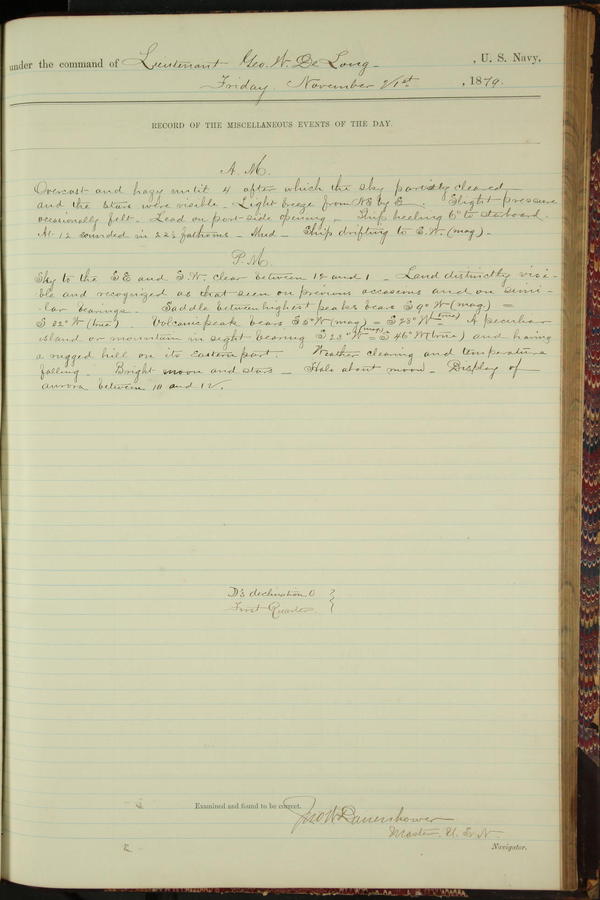 under the command of Lieutenant Geo. W. De Long , U. S. Navy,
Friday, November 21st , 1879.
RECORD OF THE MISCELLANEOUS EVENTS OF THE DAY.
A. M.
Overcast and hazy until 4 after which the sky partially cleared
and the stars were visible. Light breeze from NE by E. Slight pressure
occasionally felt. Lead on port side opening. Ship heeling 6° to starboard.
At 12 sounded in 22½ fathoms. Mud. Ship drifting to S.W. (mag).
P. M.
Sky to the SE and S.W. clear between 12 and 1. Land distinctly visi-
ble and recognized as that seen on previous occasions and on simi-
lar bearings. Saddle between highest peaks bears S 9° W (mag) =
S 32° W (true). Volcanic peak bears S 5° W (mag) = S 28° W (true). A peculiar
island or mountain in sight bearing S 23° W (mag) = S 46° W (true) and having
a rugged hill on its Eastern part. Weather clearing and temperature
falling. Bright moon and stars. Halo about moon. Display of
aurora between 10 and 12.
D's declination 0 }
First Quarter }
Examined and found to be correct.
Jno W Danenhower
Master, U. S. N.
Navigator.